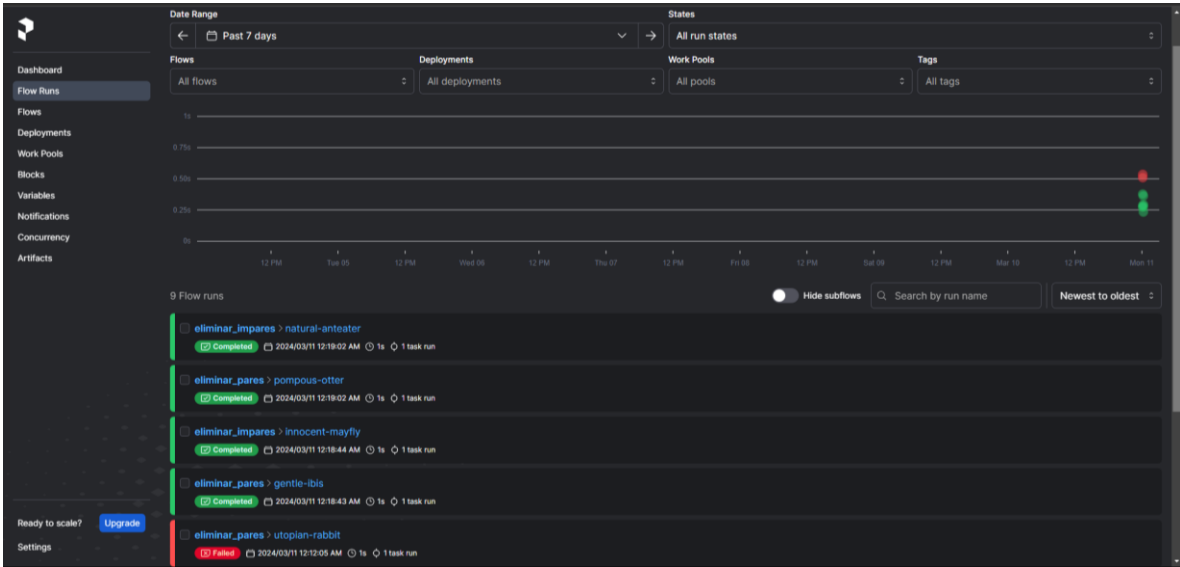 Date Range
States
Past 7 days
All run states
Dashboard
Flow Runs
Flows
Deployments
Work Pools
Blocks
Variables
Notifications
Concurrency
Artifacts
Flows
Deployments
Work Pools
Tags
All flows
All deployments
All pools
All tags
1s
0.75s
0.50s
0.25s
0s
12 PM
Tue 05
12 PM
Wed 06
12 PM
Thu 07
12 PM
Fri 08
12 PM
Sat 09
12 PM
Mar 10
12 PM
Mon 11
9 Flow runs
Hide subflows
Search by run name
Newest to oldest
eliminar_impares > natural-anteater
Completed 2024/03/11 12:19:02 AM 1s 1 task run
eliminar_pares > pompous-otter
Completed 2024/03/11 12:19:02 AM 1s 1 task run
eliminar_impares > innocent-mayfly
Completed 2024/03/11 12:18:44 AM 1s 1 task run
eliminar_pares > gentle-ibis
Completed 2024/03/11 12:18:43 AM 1s 1 task run
eliminar_pares > utopian-rabbit
Failed 2024/03/11 12:12:05 AM 1s 1 task run
Ready to scale?
Upgrade
Settings